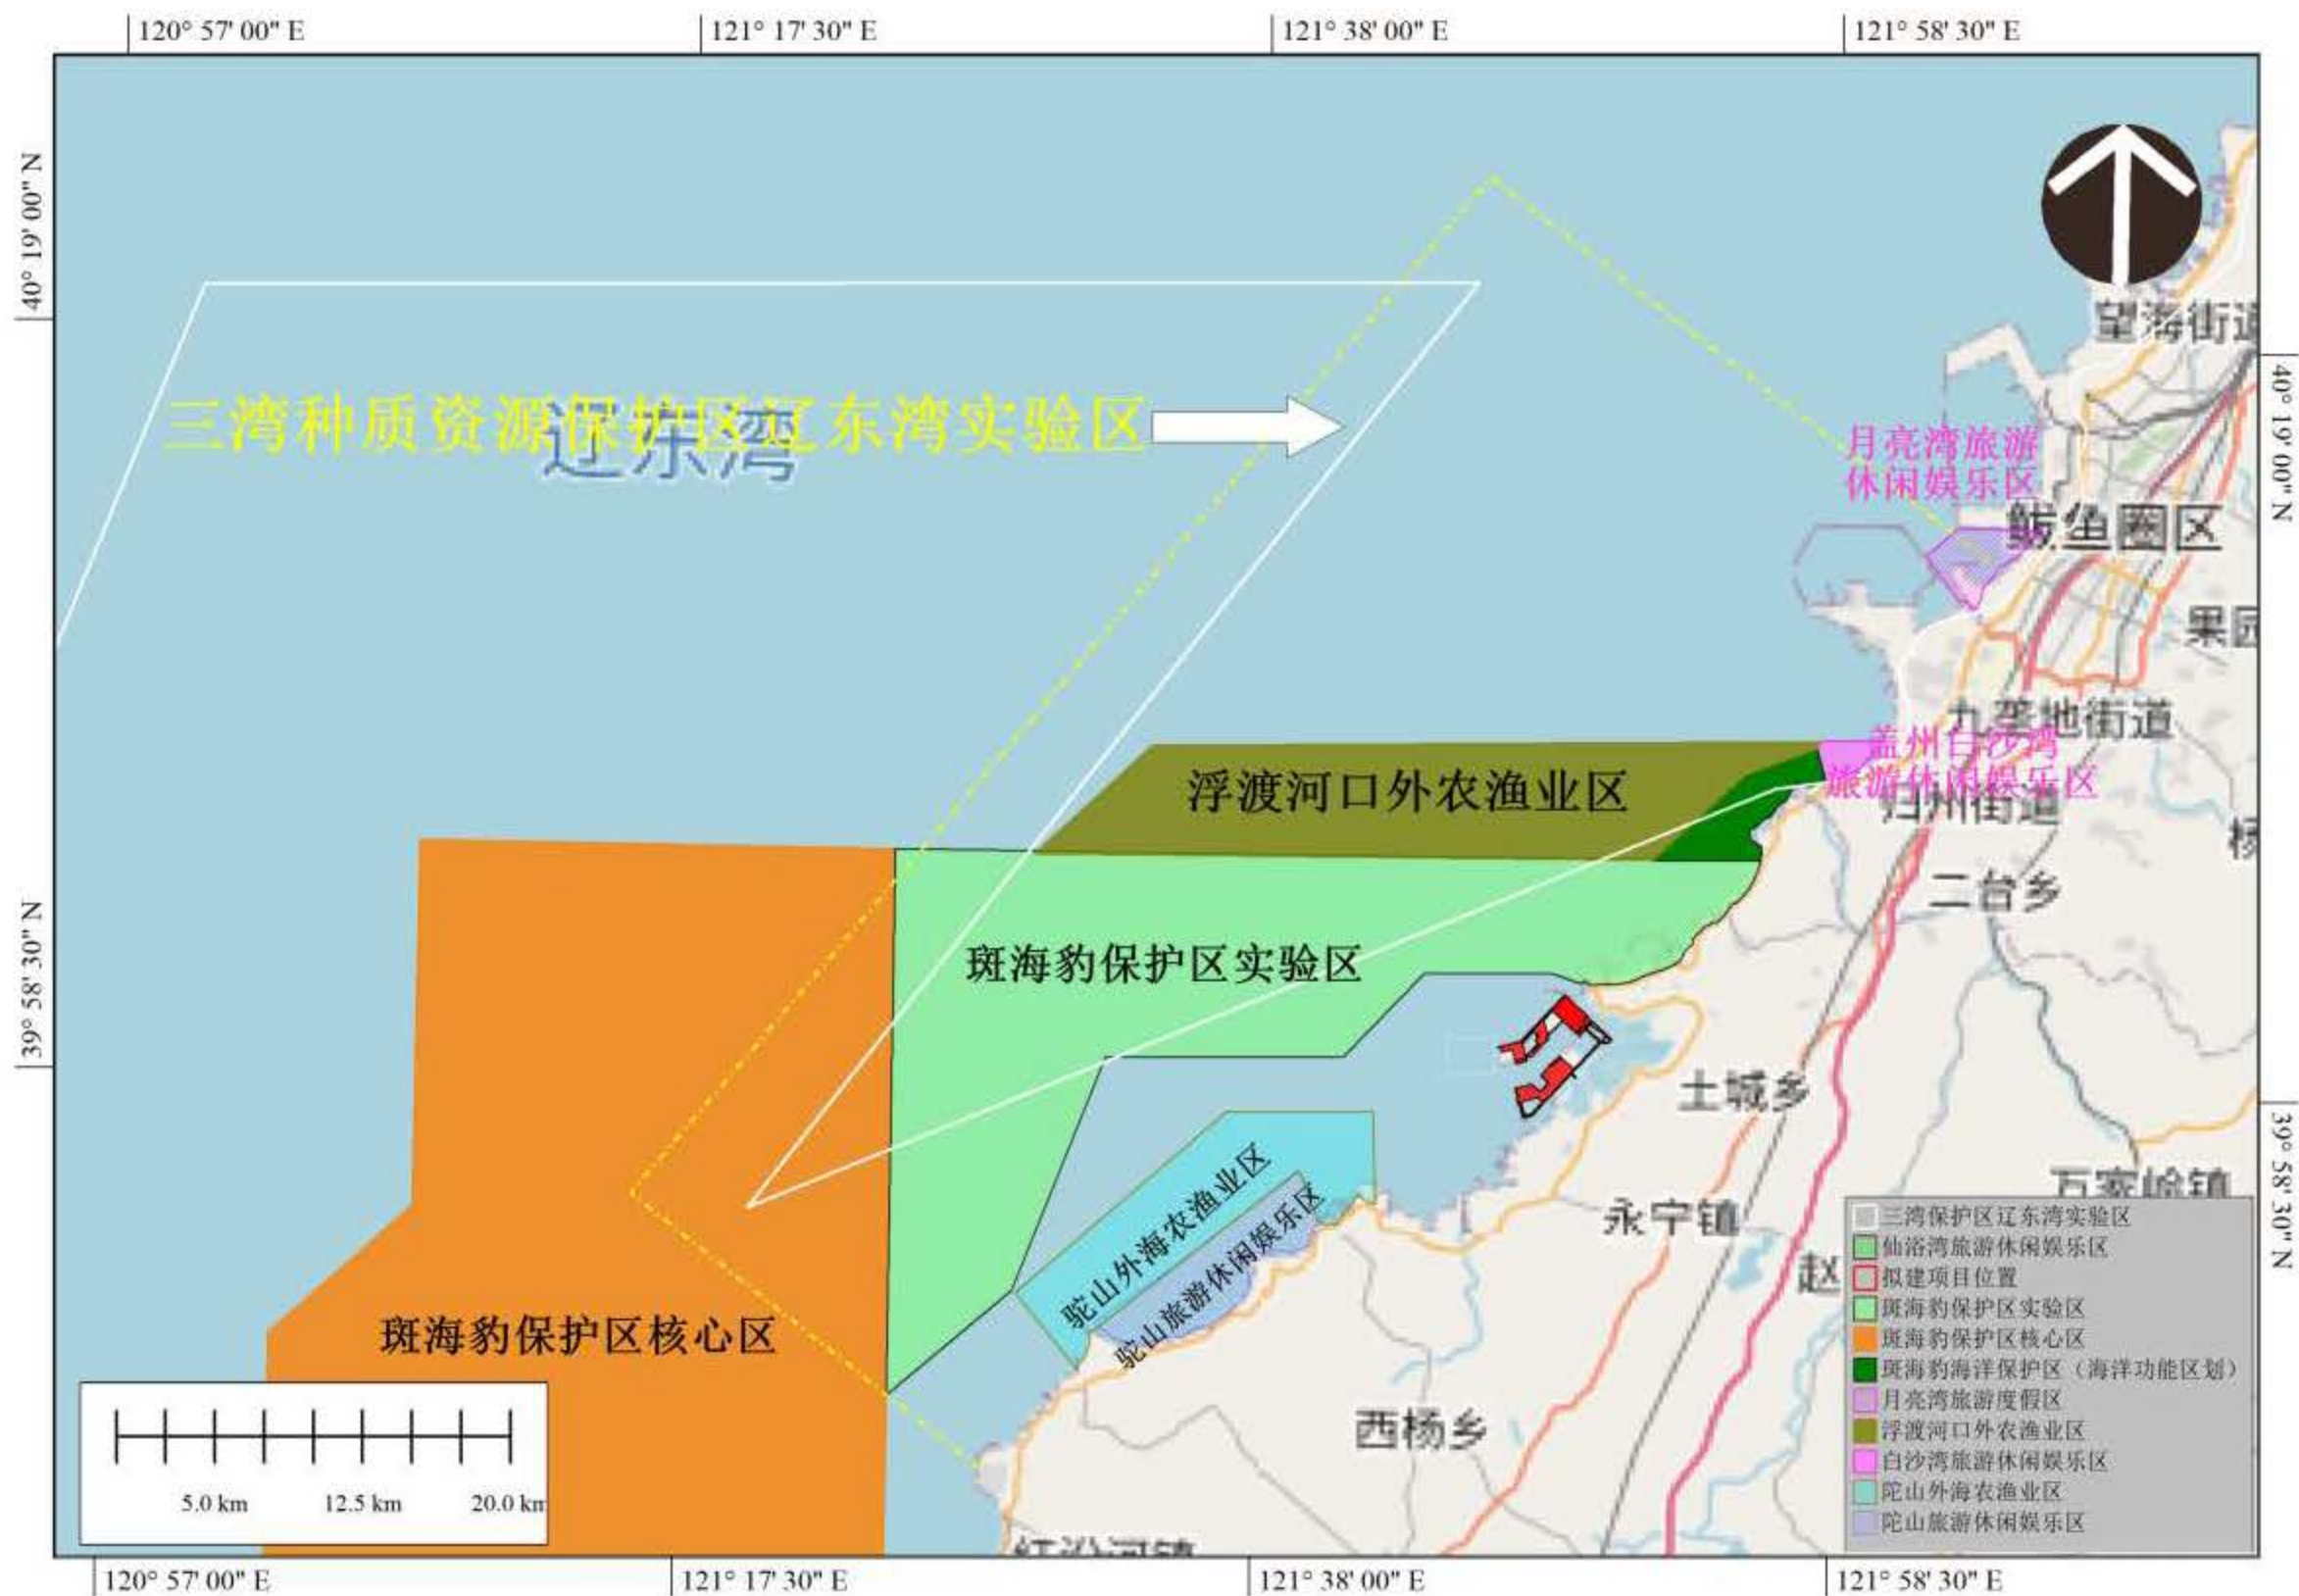 120° 57' 00" E
121° 17' 30" E
121° 38' 00" E
121° 58' 30" E
40° 19' 00" N
望海街道
40° 19' 00" N
三湾种质资源保护区辽东湾实验区
辽东湾
月亮湾旅游
休闲娱乐区
鲅鱼圈区
果园
九垄地街道
盖州白沙湾
旅游休闲娱乐区
归州街道
浮渡河口外农渔业区
杨
二台乡
39° 58' 30" N
斑海豹保护区实验区
土城乡
39° 58' 30" N
万家岭镇
永宁镇
赵
驼山外海农渔业区
驼山旅游休闲娱乐区
斑海豹保护区核心区
西杨乡
三湾保护区辽东湾实验区
仙浴湾旅游休闲娱乐区
拟建项目位置
斑海豹保护区实验区
斑海豹保护区核心区
斑海豹海洋保护区（海洋功能区划）
月亮湾旅游度假区
浮渡河口外农渔业区
白沙湾旅游休闲娱乐区
陀山外海农渔业区
陀山旅游休闲娱乐区
5.0 km
12.5 km
20.0 km
120° 57' 00" E
121° 17' 30" E
121° 38' 00" E
121° 58' 30" E